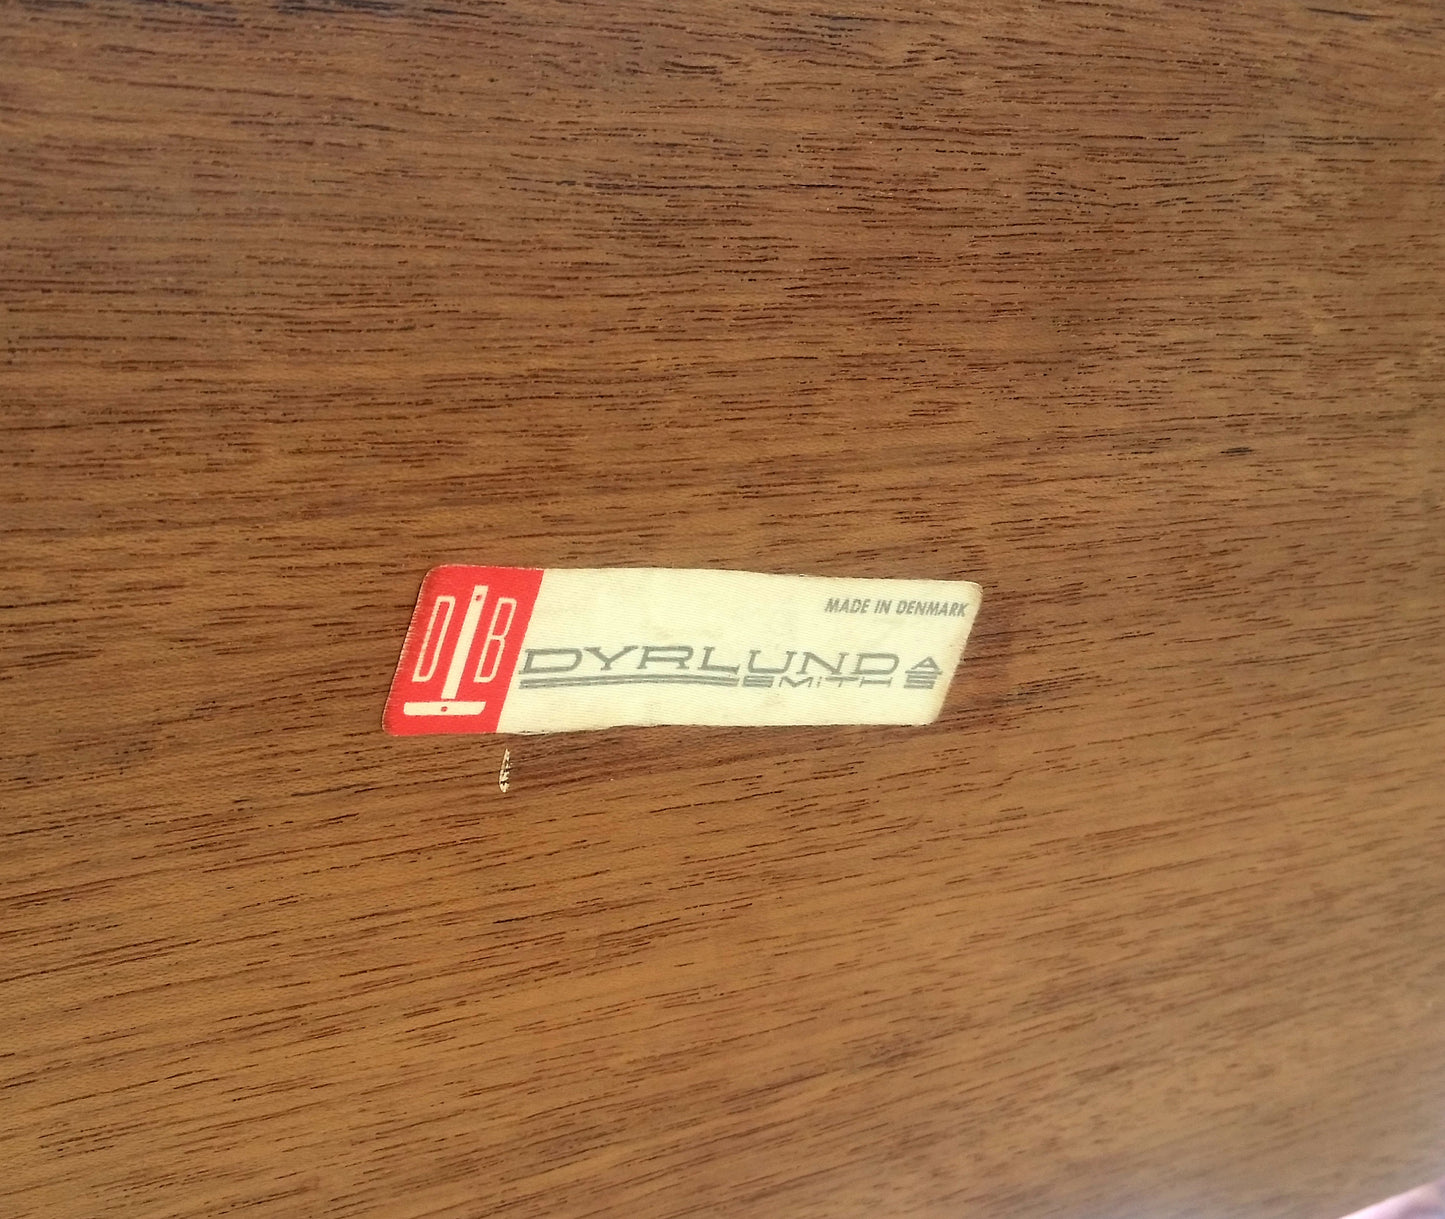 D B
MADE IN DENMARK
DYRLUND
SMITH
A
S